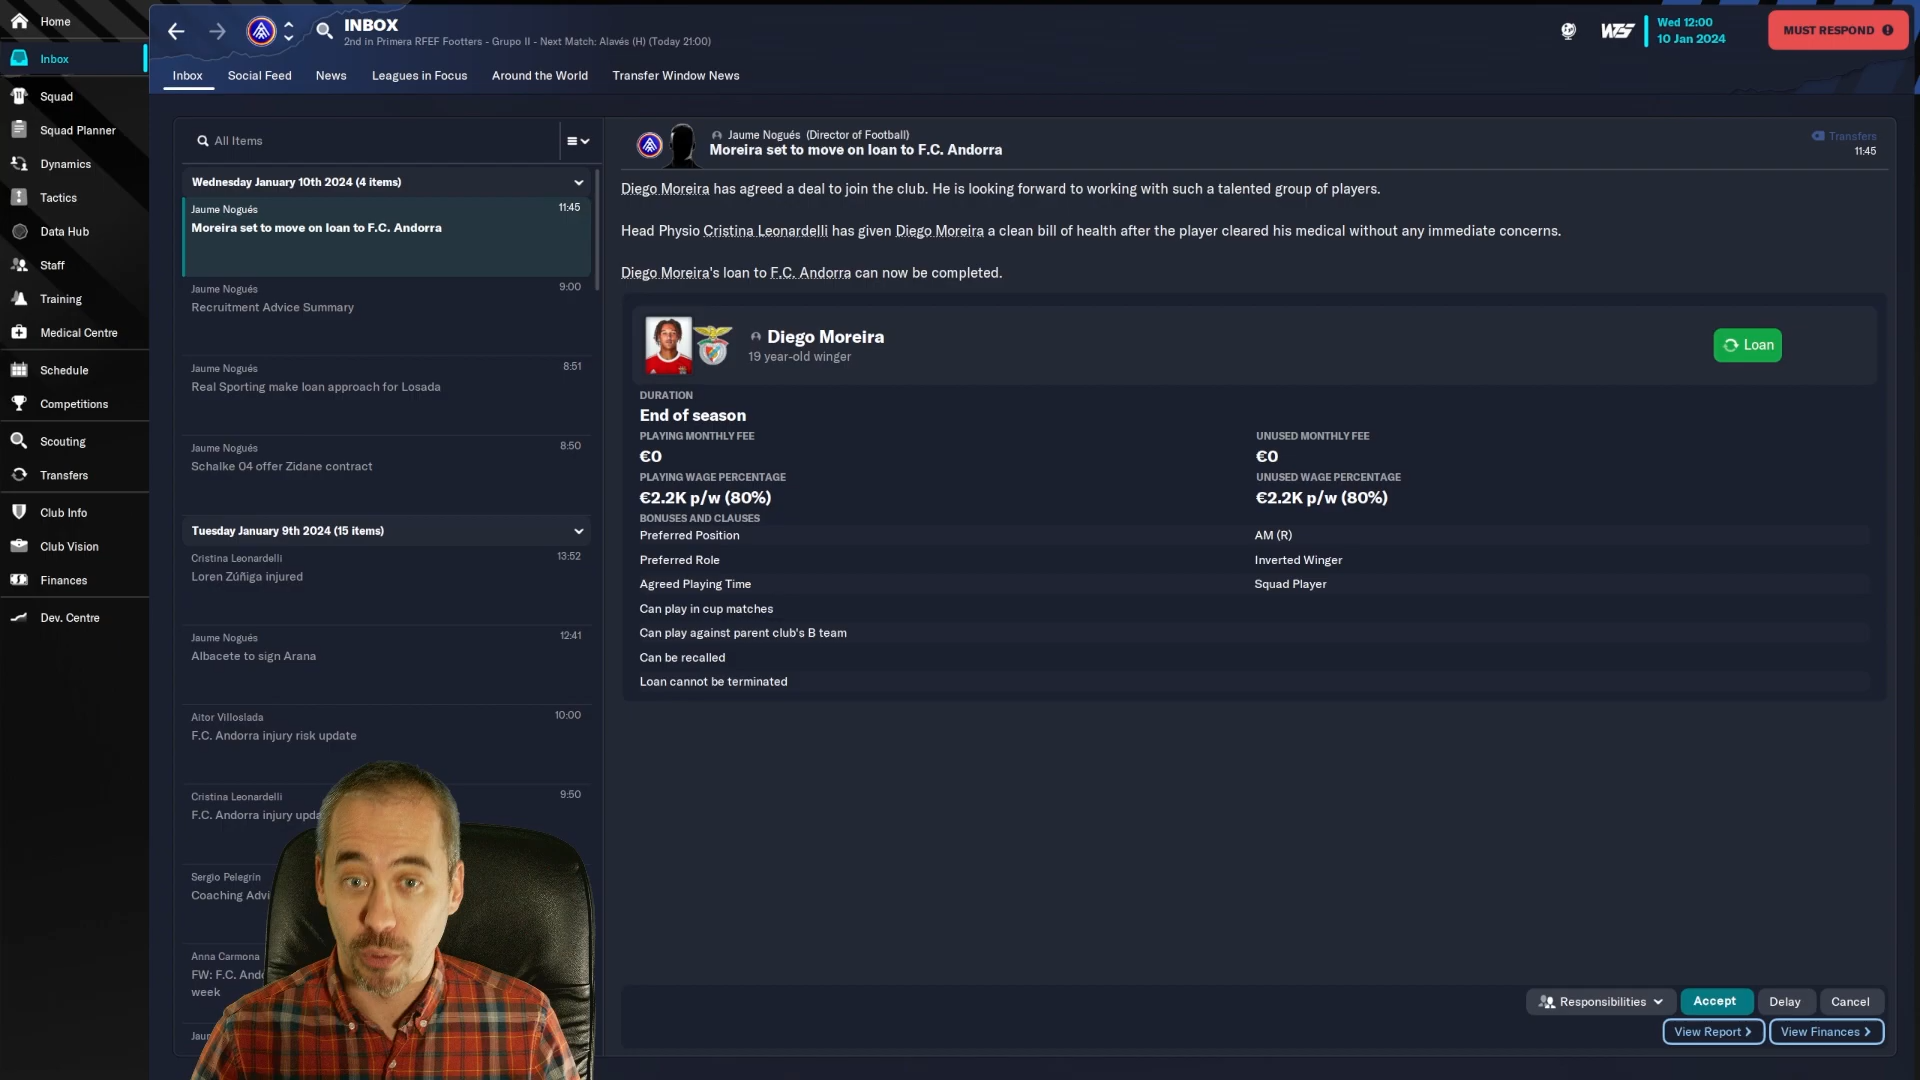 Home
Inbox
Squad
Squad Planner
Dynamics
Tactics
Data Hub
Staff
Training
Medical Centre
Schedule
Competitions
Scouting
Transfers
Club Info
Club Vision
Finances
Dev. Centre
INBOX
2nd in Primera RFEF Footters - Grupo II - Next Match: Alavés (H) (Today 21:00)
Wed 12:00
10 Jan 2024
MUST RESPOND
Inbox
Social Feed
News
Leagues in Focus
Around the World
Transfer Window News
All Items
Wednesday January 10th 2024 (4 items)
Jaume Nogués 11:45
Moreira set to move on loan to F.C. Andorra
Jaume Nogués 9:00
Recruitment Advice Summary
Jaume Nogués 8:51
Real Sporting make loan approach for Losada
Jaume Nogués 8:50
Schalke 04 offer Zidane contract
Tuesday January 9th 2024 (15 items)
Cristina Leonardelli 13:52
Loren Zúñiga injured
Jaume Nogués 12:41
Albacete to sign Arana
Aitor Villoslada 10:00
F.C. Andorra injury risk update
Cristina Leonardelli 9:50
F.C. Andorra injury upda
Sergio Pelegrín
Coaching Advi
Anna Carmona
FW: F.C. Ando
week
Jaum
Jaume Nogués (Director of Football)
Moreira set to move on loan to F.C. Andorra
Transfers
11:45
Diego Moreira has agreed a deal to join the club. He is looking forward to working with such a talented group of players.
Head Physio Cristina Leonardelli has given Diego Moreira a clean bill of health after the player cleared his medical without any immediate concerns.
Diego Moreira's loan to F.C. Andorra can now be completed.
Diego Moreira
19 year-old winger
Loan
DURATION
End of season
PLAYING MONTHLY FEE UNUSED MONTHLY FEE
€0 €0
PLAYING WAGE PERCENTAGE UNUSED WAGE PERCENTAGE
€2.2K p/w (80%) €2.2K p/w (80%)
BONUSES AND CLAUSES
Preferred Position AM (R)
Preferred Role Inverted Winger
Agreed Playing Time Squad Player
Can play in cup matches
Can play against parent club's B team
Can be recalled
Loan cannot be terminated
Responsibilities Accept Delay Cancel
View Report View Finances